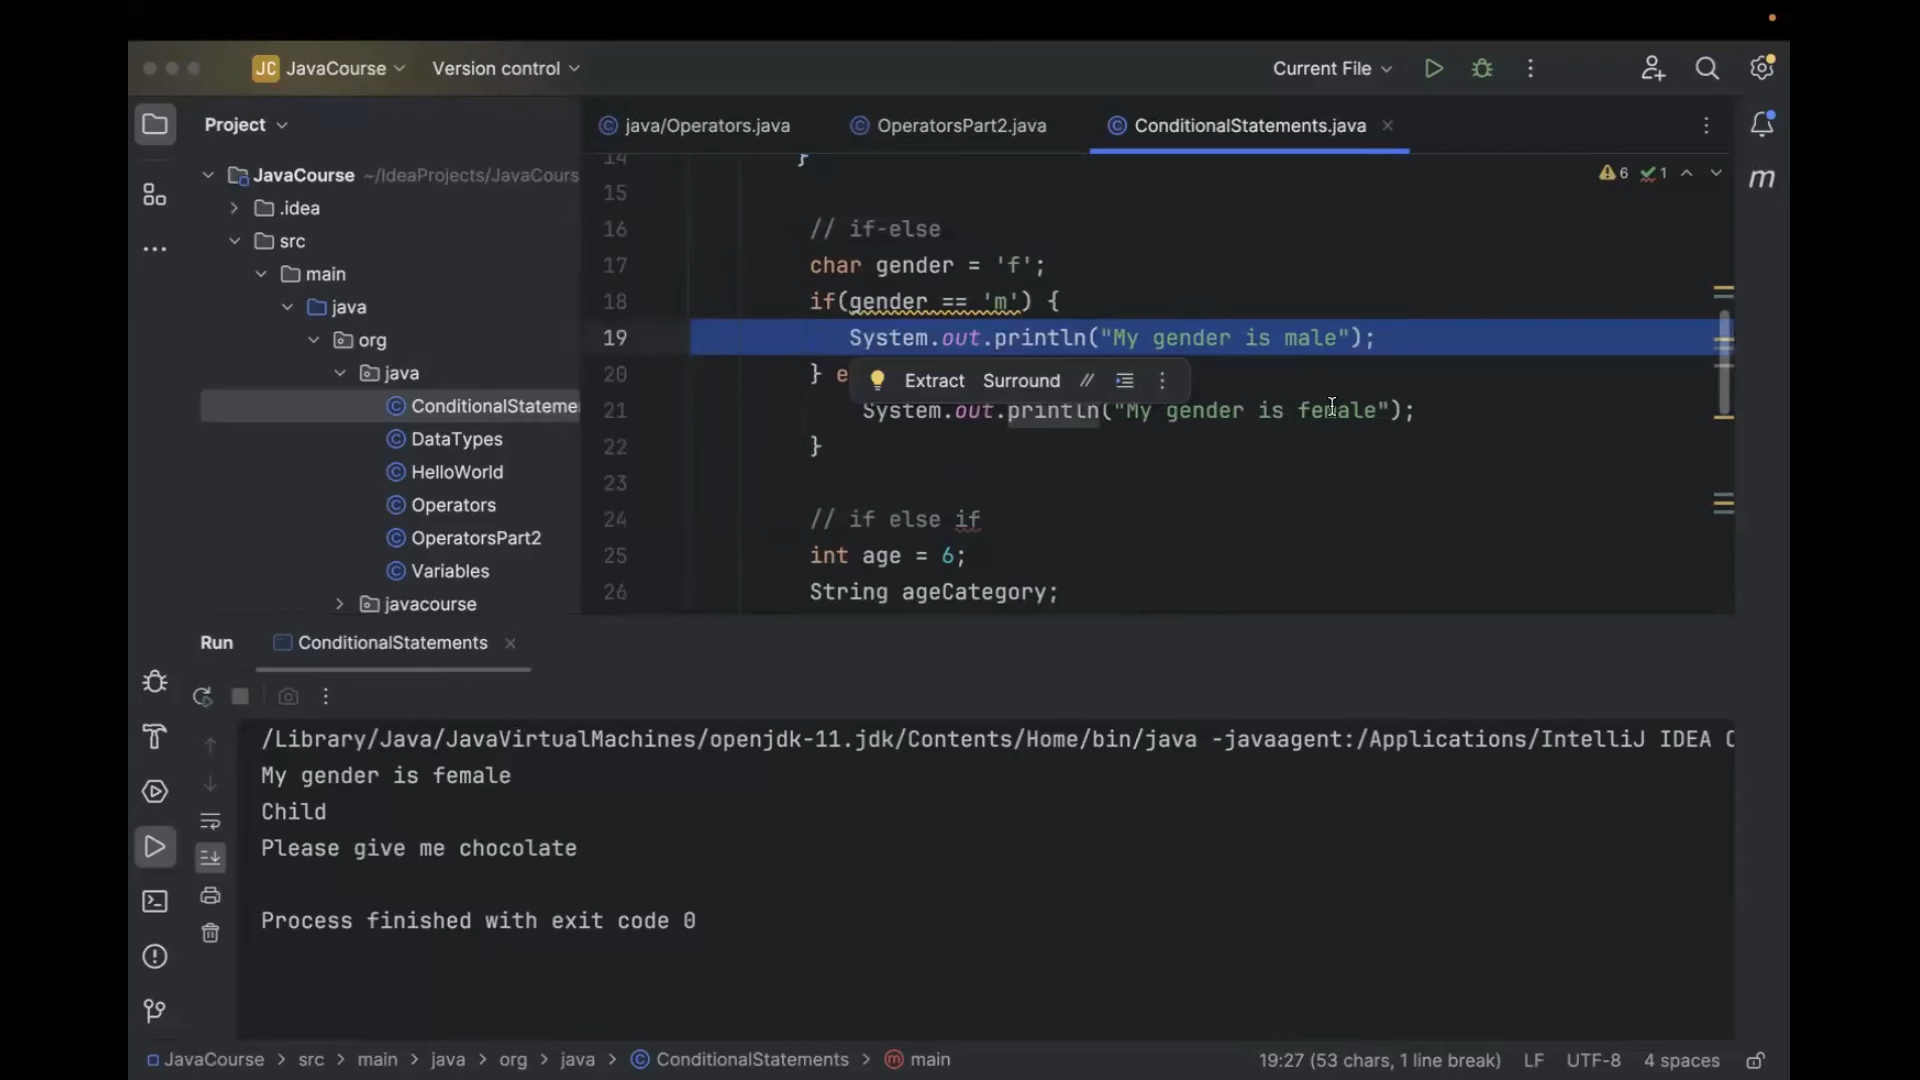 JC JavaCourse Version control Current File
Project java/Operators.java OperatorsPart2.java ConditionalStatements.java
JavaCourse ~/IdeaProjects/JavaCours
.idea
src
main
java
org
java
ConditionalStateme
DataTypes
HelloWorld
Operators
OperatorsPart2
Variables
javacourse
6 1
m
14 }
15
16 // if-else
17 char gender = 'f';
18 if(gender == 'm') {
19 System.out.println("My gender is male");
20 } e
Extract Surround //
21 System.out.println("My gender is female");
22 }
23
24 // if else if
25 int age = 6;
26 String ageCategory;
Run ConditionalStatements
/Library/Java/JavaVirtualMachines/openjdk-11.jdk/Contents/Home/bin/java -javaagent:/Applications/IntelliJ IDEA C
My gender is female
Child
Please give me chocolate
Process finished with exit code 0
JavaCourse > src > main > java > org > java > ConditionalStatements > m main 19:27 (53 chars, 1 line break) LF UTF-8 4 spaces